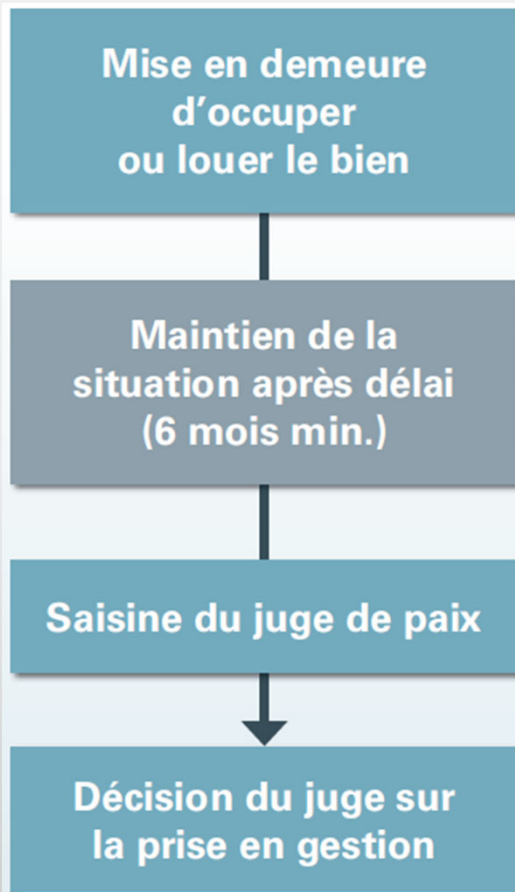 Mise en demeure
d’occuper
ou louer le bien
Maintien de la
situation après délai
(6 mois min.)
Saisine du juge de paix
Décision du juge sur
la prise en gestion